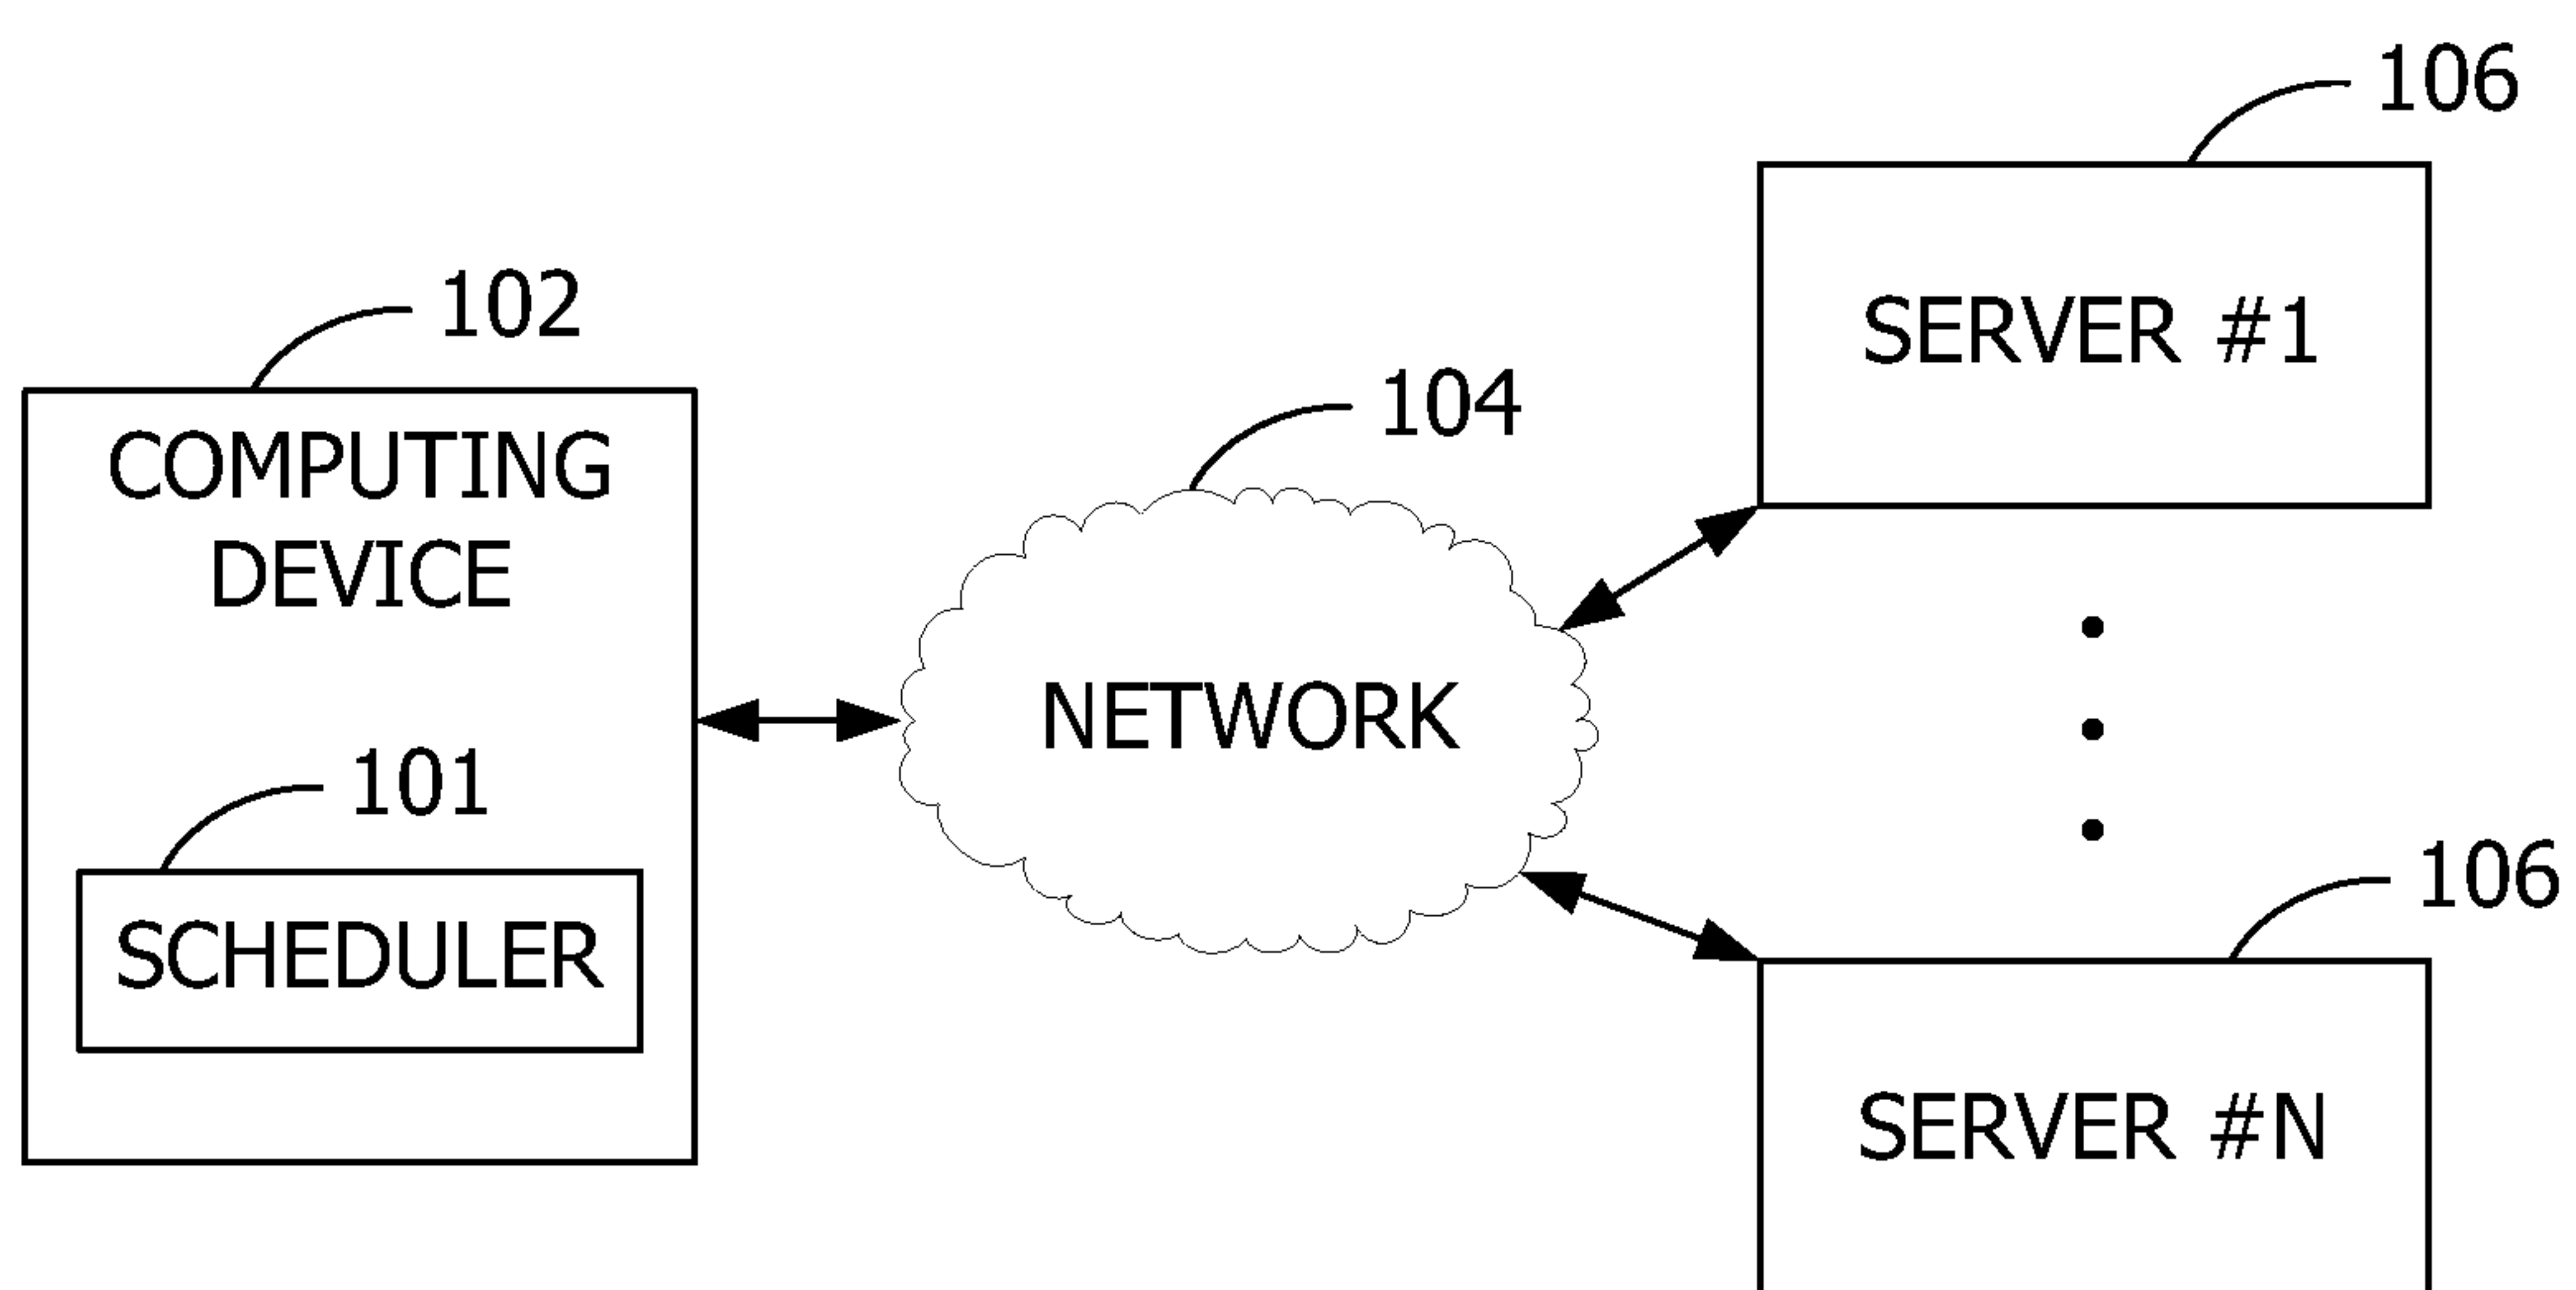 106
SERVER #1
102
COMPUTING
DEVICE
104
NETWORK
101
SCHEDULER
106
SERVER #N